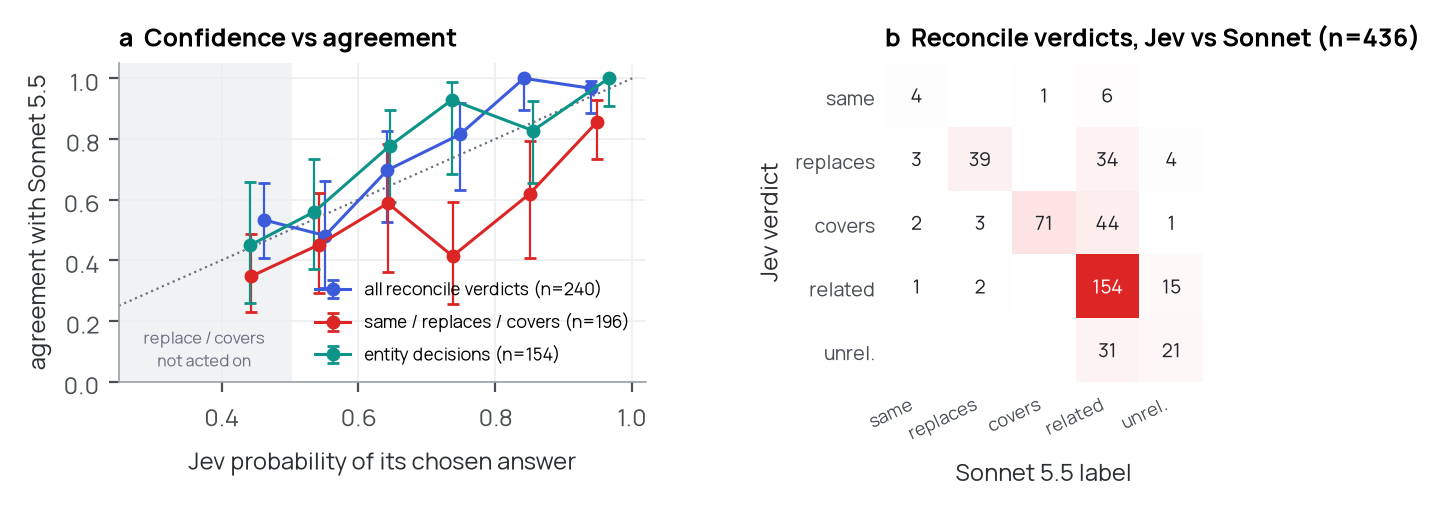 a Confidence vs agreement
agreement with Sonnet 5.5
1.0
0.8
0.6
0.4
0.2
0.0
replace / covers
not acted on
all reconcile verdicts (n=240)
same / replaces / covers (n=196)
entity decisions (n=154)
0.4 0.6 0.8 1.0
Jev probability of its chosen answer
b Reconcile verdicts, Jev vs Sonnet (n=436)
Jev verdict
same 4 1 6
replaces 3 39 34 4
covers 2 3 71 44 1
related 1 2 154 15
unrel. 31 21
same replaces covers related unrel.
Sonnet 5.5 label